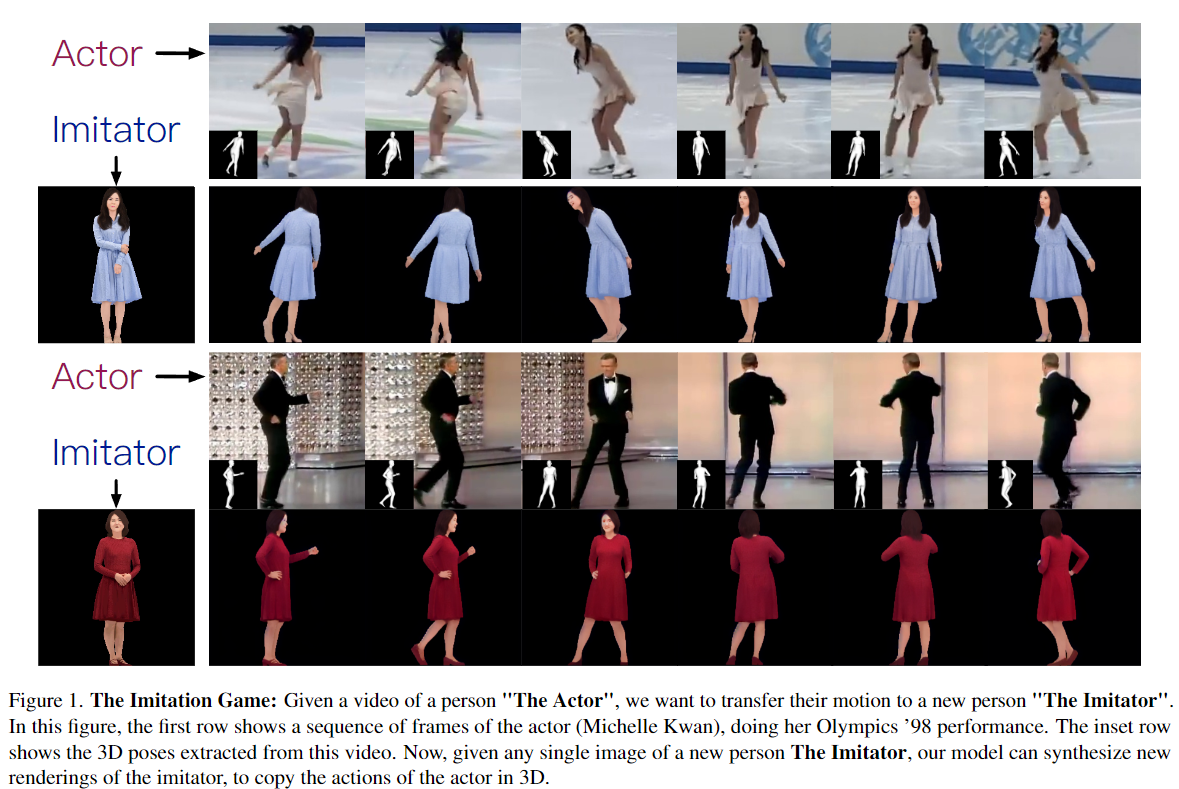 Actor
Imitator
Actor
Imitator
Figure 1. The Imitation Game: Given a video of a person "The Actor", we want to transfer their motion to a new person "The Imitator".
In this figure, the first row shows a sequence of frames of the actor (Michelle Kwan), doing her Olympics ’98 performance. The inset row
shows the 3D poses extracted from this video. Now, given any single image of a new person The Imitator, our model can synthesize new
renderings of the imitator, to copy the actions of the actor in 3D.